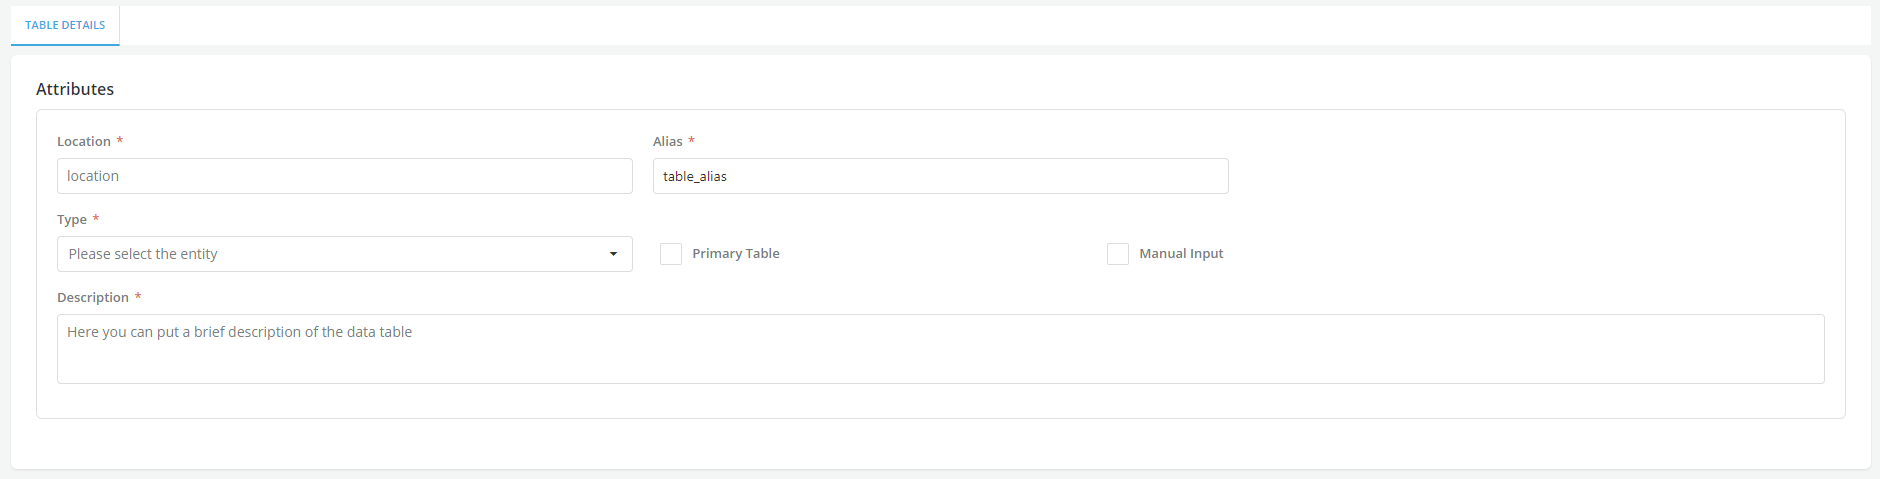 TABLE DETAILS
Attributes
Location *
Alias *
location
table_alias
Type *
Please select the entity
Primary Table
Manual Input
Description *
Here you can put a brief description of the data table